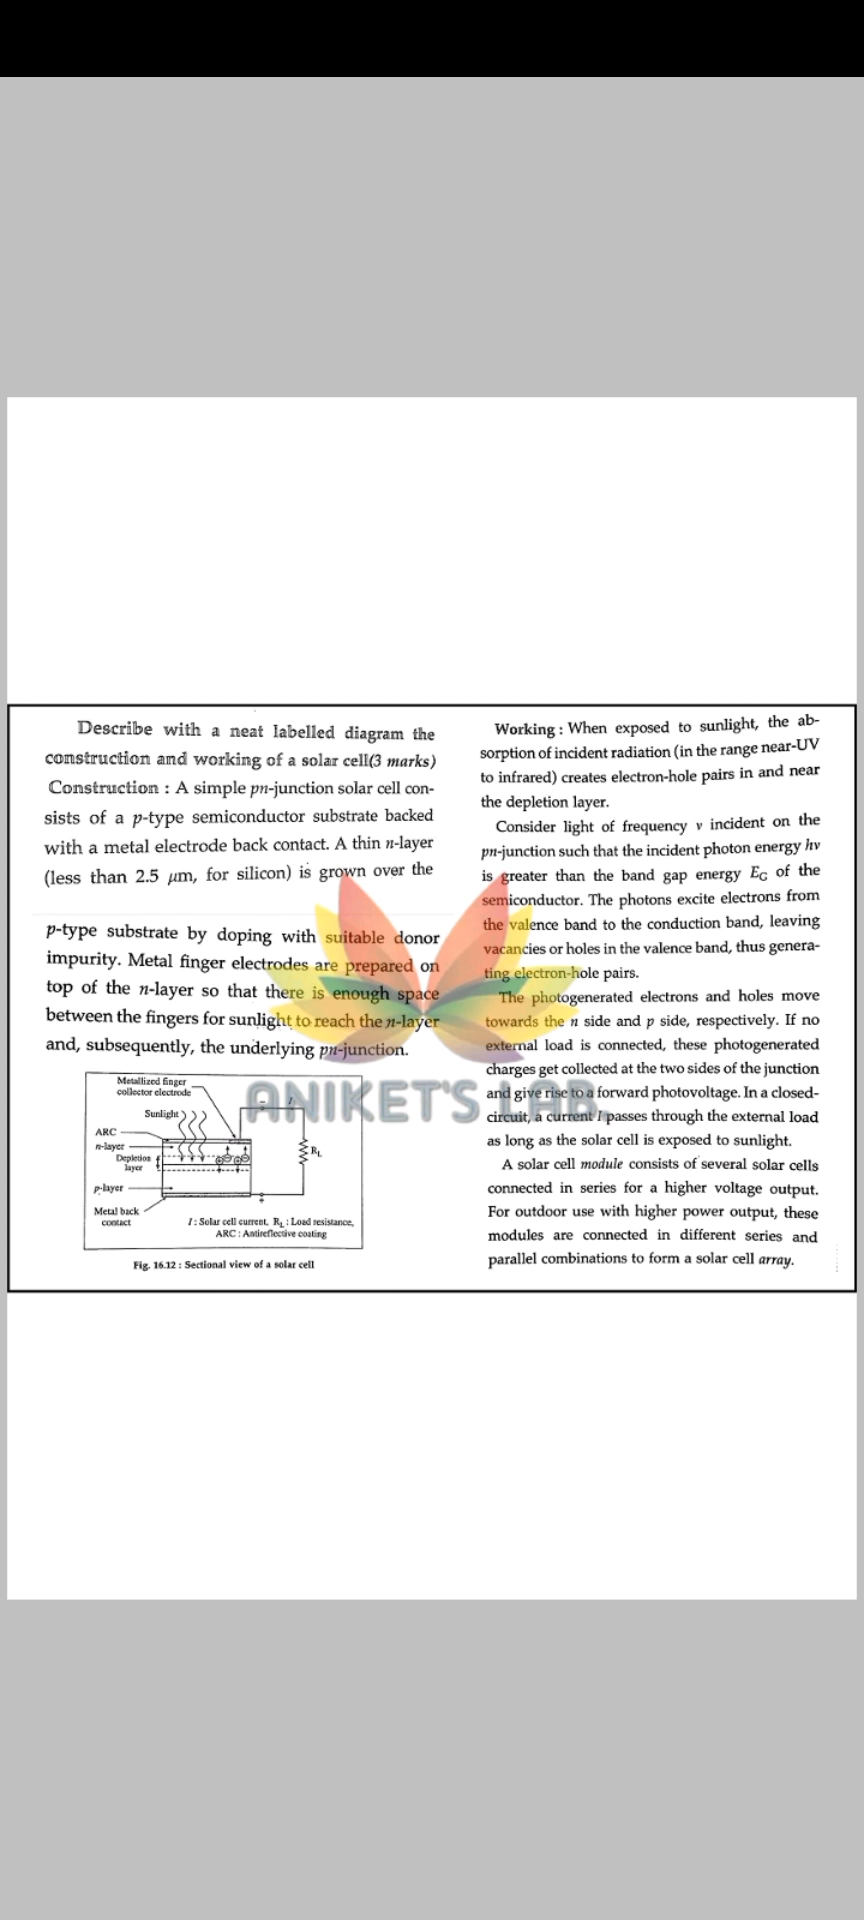 Describe with a neat labelled diagram the
construction and working of a solar cell(3 marks)
Construction : A simple pn-junction solar cell con-
sists of a p-type semiconductor substrate backed
with a metal electrode back contact. A thin n-layer
(less than 2.5 μm, for silicon) is grown over the
p-type substrate by doping with suitable donor
impurity. Metal finger electrodes are prepared on
top of the n-layer so that there is enough space
between the fingers for sunlight to reach the n-layer
and, subsequently, the underlying pn-junction.
Metallized finger
collector electrode
Sunlight
ARC
n-layer
Depletion
layer
p-layer
Metal back
contact
–
I
RL
+
I : Solar cell current, RL : Load resistance,
ARC : Antireflective coating
Fig. 16.12 : Sectional view of a solar cell
Working : When exposed to sunlight, the ab-
sorption of incident radiation (in the range near-UV
to infrared) creates electron-hole pairs in and near
the depletion layer.
Consider light of frequency ν incident on the
pn-junction such that the incident photon energy hν
is greater than the band gap energy EG of the
semiconductor. The photons excite electrons from
the valence band to the conduction band, leaving
vacancies or holes in the valence band, thus genera-
ting electron-hole pairs.
The photogenerated electrons and holes move
towards the n side and p side, respectively. If no
external load is connected, these photogenerated
charges get collected at the two sides of the junction
and give rise to a forward photovoltage. In a closed-
circuit, a current I passes through the external load
as long as the solar cell is exposed to sunlight.
A solar cell module consists of several solar cells
connected in series for a higher voltage output.
For outdoor use with higher power output, these
modules are connected in different series and
parallel combinations to form a solar cell array.
ANIKET'S LAB.